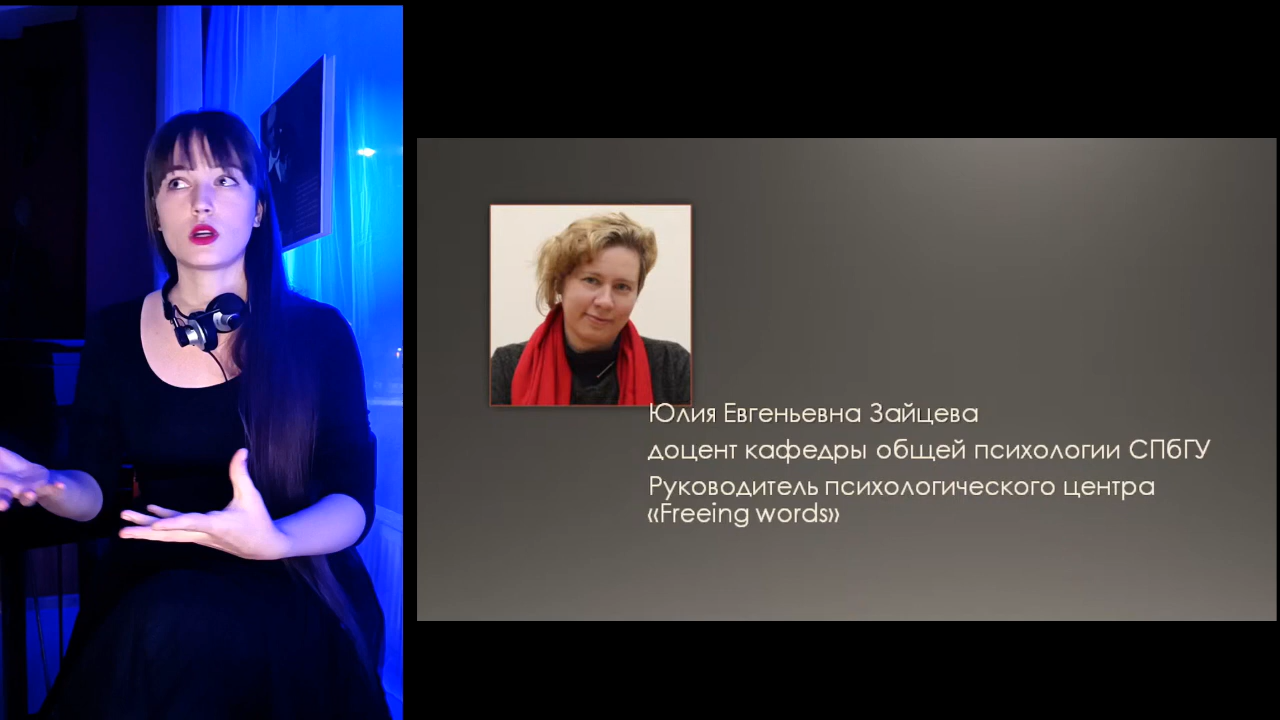 Юлия Евгеньевна Зайцева
доцент кафедры общей психологии СПбГУ
Руководитель психологического центра
«Freeing words»